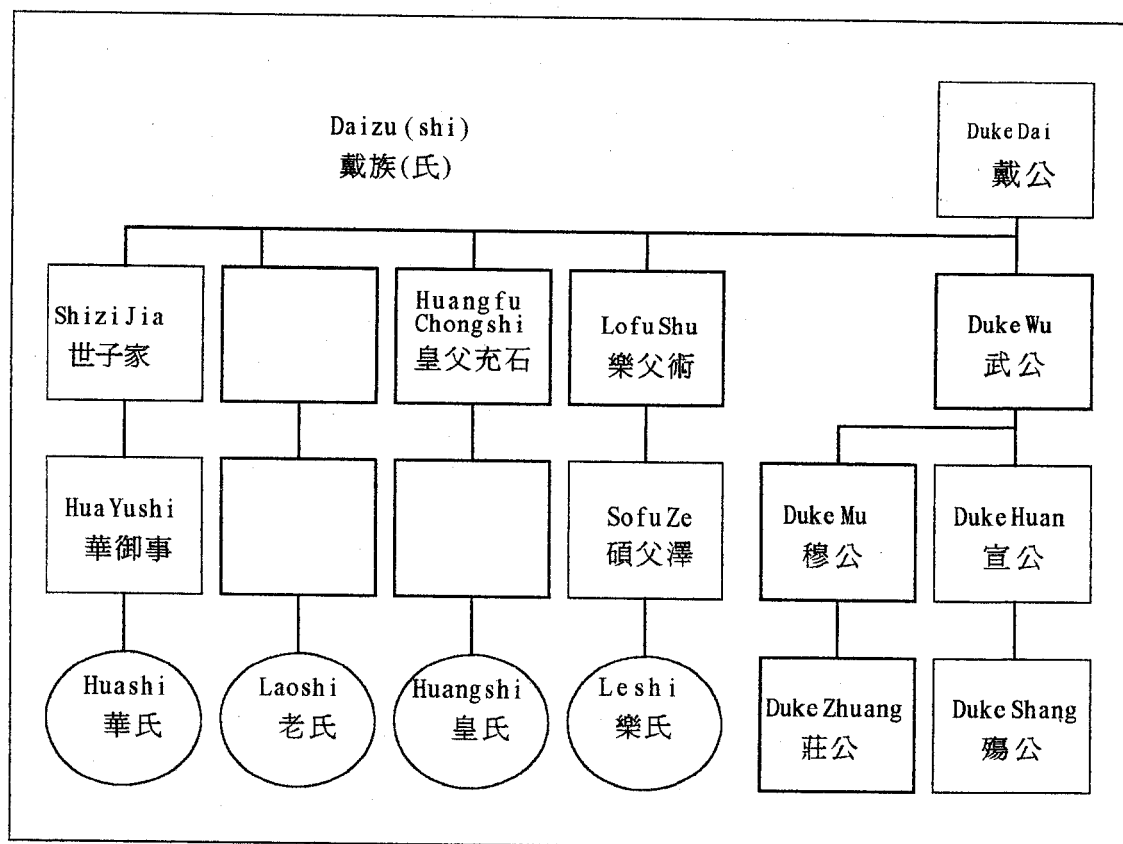 Daizu (shi)
戴族(氏)
Duke Dai
戴公
Shizi Jia
世子家
Huangfu
Chongshi
皇父充石
Lofu Shu
樂父術
Duke Wu
武公
Hua Yushi
華御事
Sofu Ze
碩父澤
Duke Mu
穆公
Duke Huan
宣公
Huashi
華氏
Laoshi
老氏
Huangshi
皇氏
Leshi
樂氏
Duke Zhuang
莊公
Duke Shang
殤公